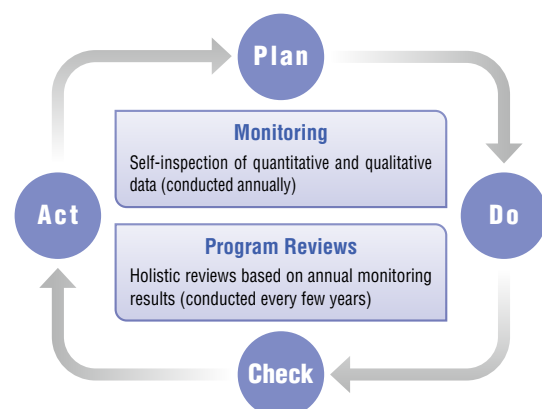 Plan
Monitoring
Self-inspection of quantitative and qualitative
data (conducted annually)
Act
Do
Program Reviews
Holistic reviews based on annual monitoring
results (conducted every few years)
Check